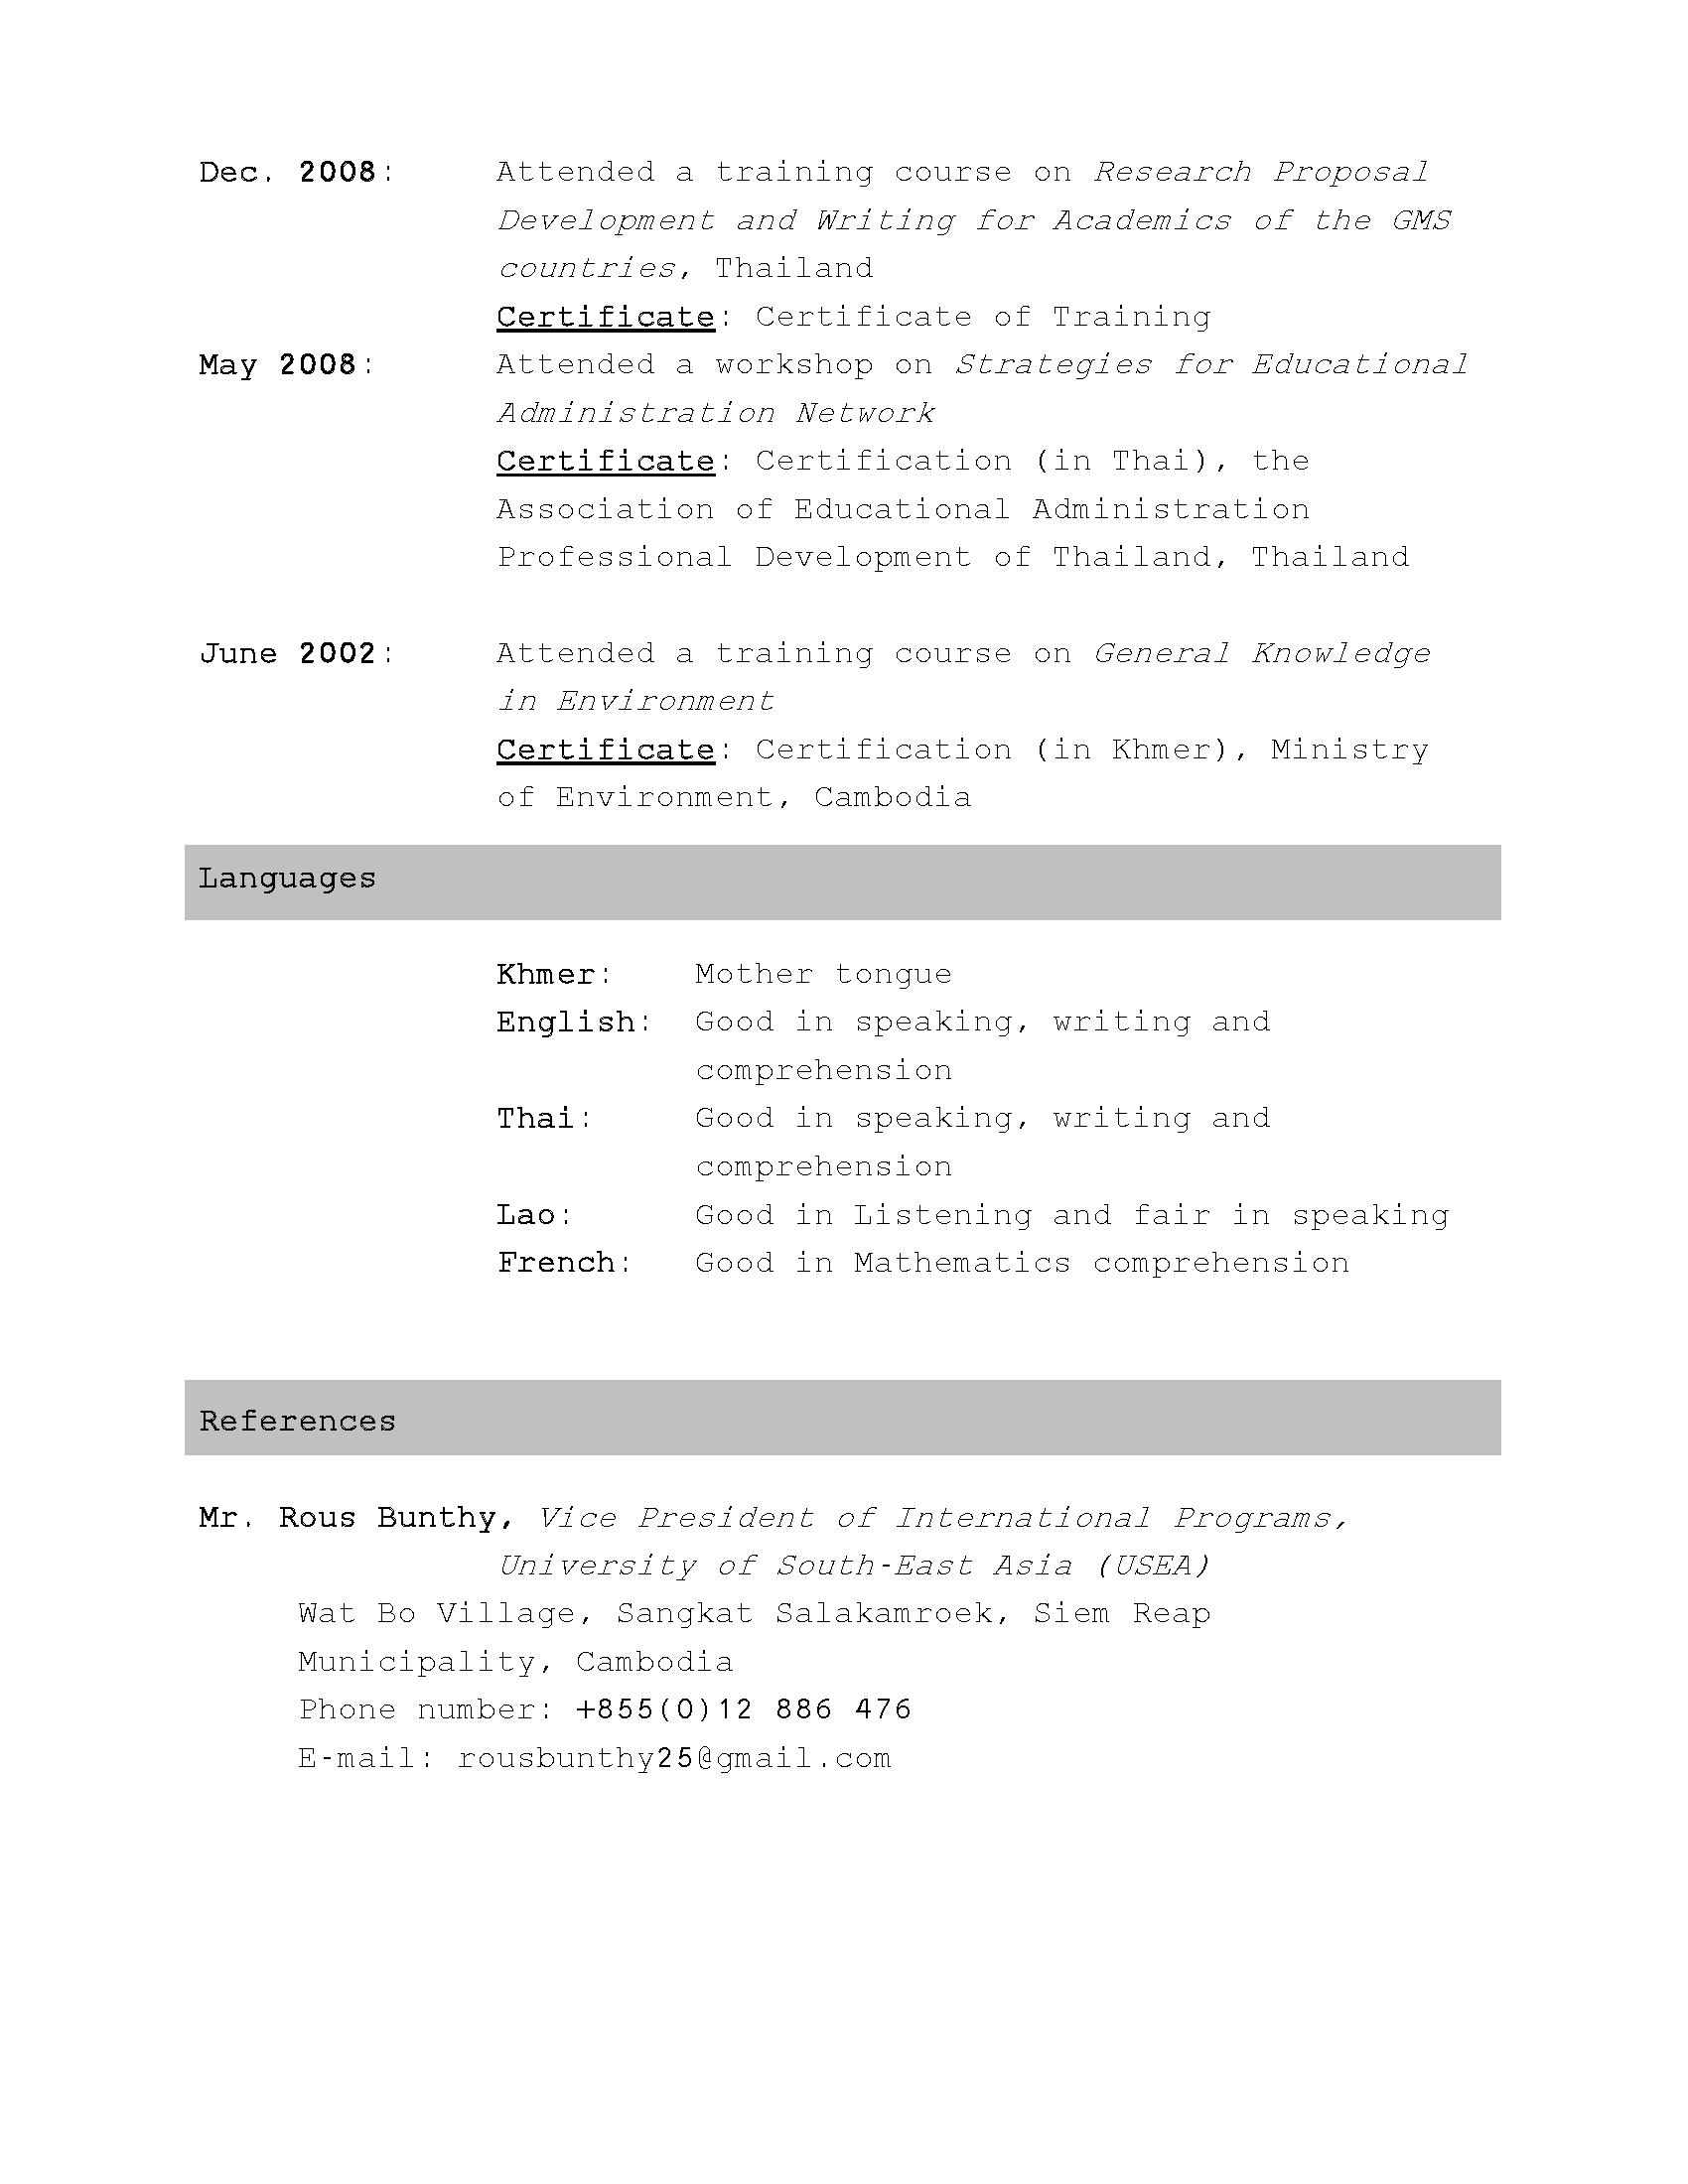 Dec. 2008: Attended a training course on Research Proposal
Development and Writing for Academics of the GMS
countries, Thailand
Certificate: Certificate of Training
May 2008: Attended a workshop on Strategies for Educational
Administration Network
Certificate: Certification (in Thai), the
Association of Educational Administration
Professional Development of Thailand, Thailand
June 2002: Attended a training course on General Knowledge
in Environment
Certificate: Certification (in Khmer), Ministry
of Environment, Cambodia
Languages
Khmer: Mother tongue
English: Good in speaking, writing and
comprehension
Thai: Good in speaking, writing and
comprehension
Lao: Good in Listening and fair in speaking
French: Good in Mathematics comprehension
References
Mr. Rous Bunthy, Vice President of International Programs,
University of South-East Asia (USEA)
Wat Bo Village, Sangkat Salakamroek, Siem Reap
Municipality, Cambodia
Phone number: +855(0)12 886 476
E-mail: rousbunthy25@gmail.com